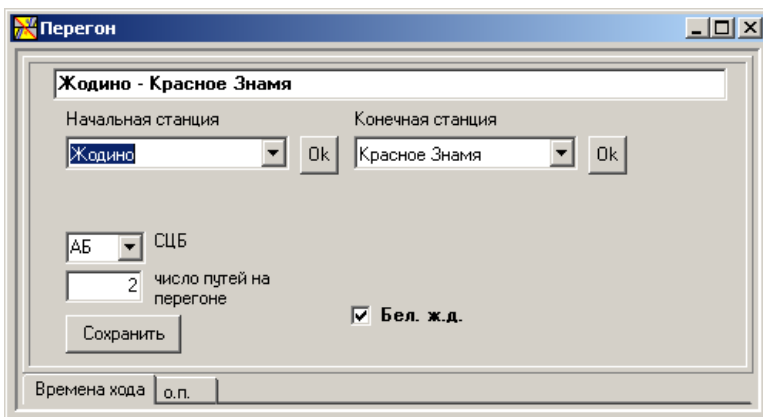 Перегон
Жодино - Красное Знамя
Начальная станция Конечная станция
Жодино Ok Красное Знамя Ok
АБ СЦБ
2 число путей на
перегоне
Бел. ж.д.
Сохранить
Времена хода о.п.